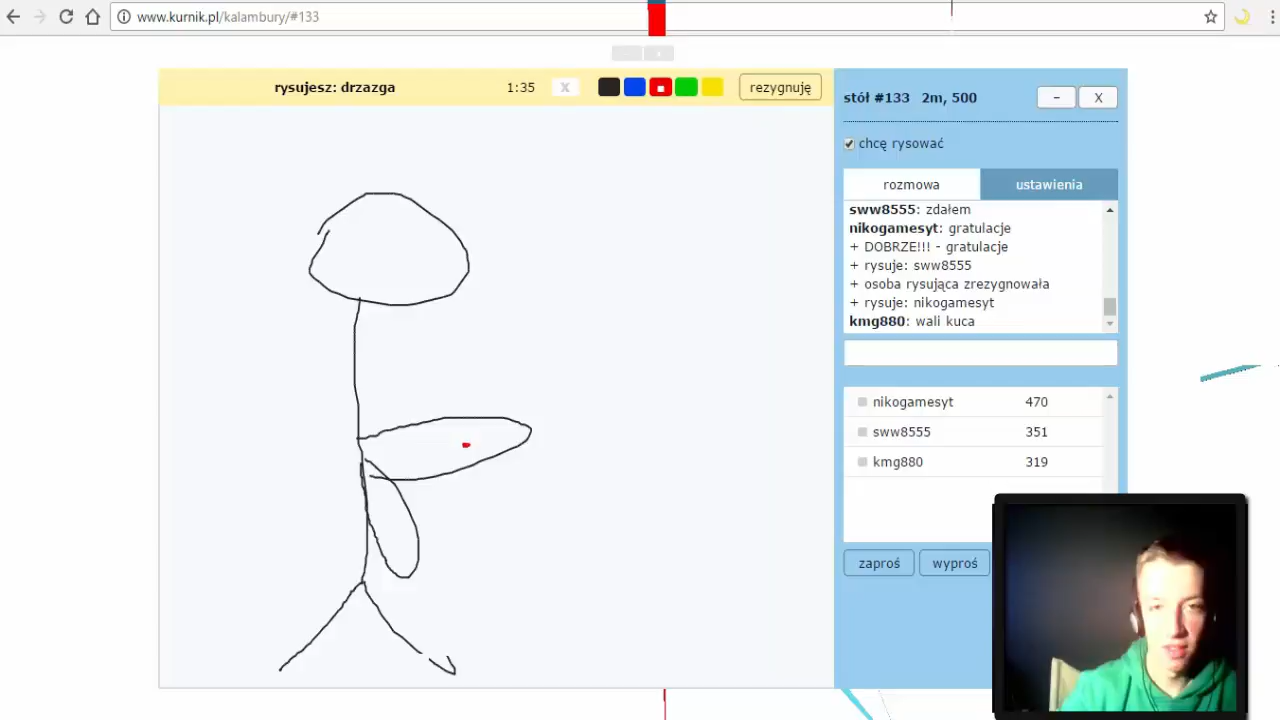 www.kurnik.pl/kalambury/#133
rysujesz: drzazga
1:35
X
rezygnuję
stół #133 2m, 500
–
X
chcę rysować
rozmowa
ustawienia
sww8555: zdałem
nikogamesyt: gratulacje
+ DOBRZE!!! - gratulacje
+ rysuje: sww8555
+ osoba rysująca zrezygnowała
+ rysuje: nikogamesyt
kmg880: wali kuca
nikogamesyt 470
sww8555 351
kmg880 319
zaproś
wyproś